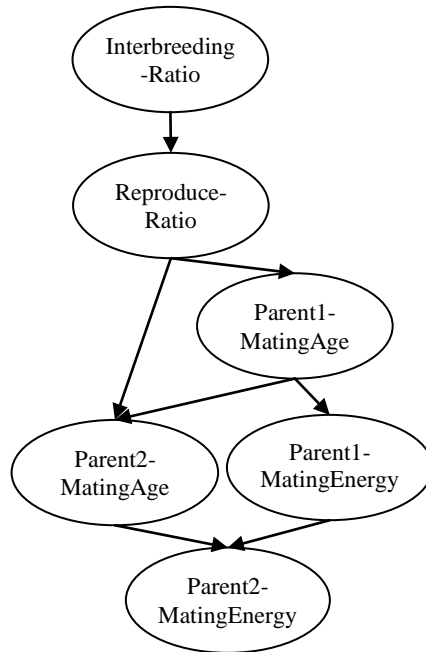 Interbreeding
-Ratio
Reproduce-
Ratio
Parent1-
MatingAge
Parent2-
MatingAge
Parent1-
MatingEnergy
Parent2-
MatingEnergy